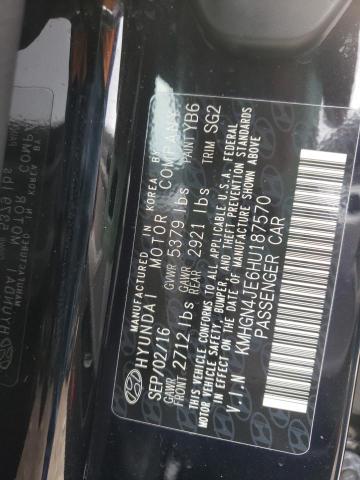 MANUFACTURED IN KOREA BY
HYUNDAI MOTOR COMPANY
SEP/02/16 GVWR 5379 lbs PAINT YB6
GAWR FRONT 2712 lbs GAWR REAR 2921 lbs TRIM SG2
THIS VEHICLE CONFORMS TO ALL APPLICABLE U.S.A. FEDERAL
MOTOR VEHICLE SAFETY, BUMPER, AND THEFT PREVENTION STANDARDS
IN EFFECT ON THE DATE OF MANUFACTURE SHOWN ABOVE
V.I.N KMHGN4JE6HU187570
PASSENGER CAR